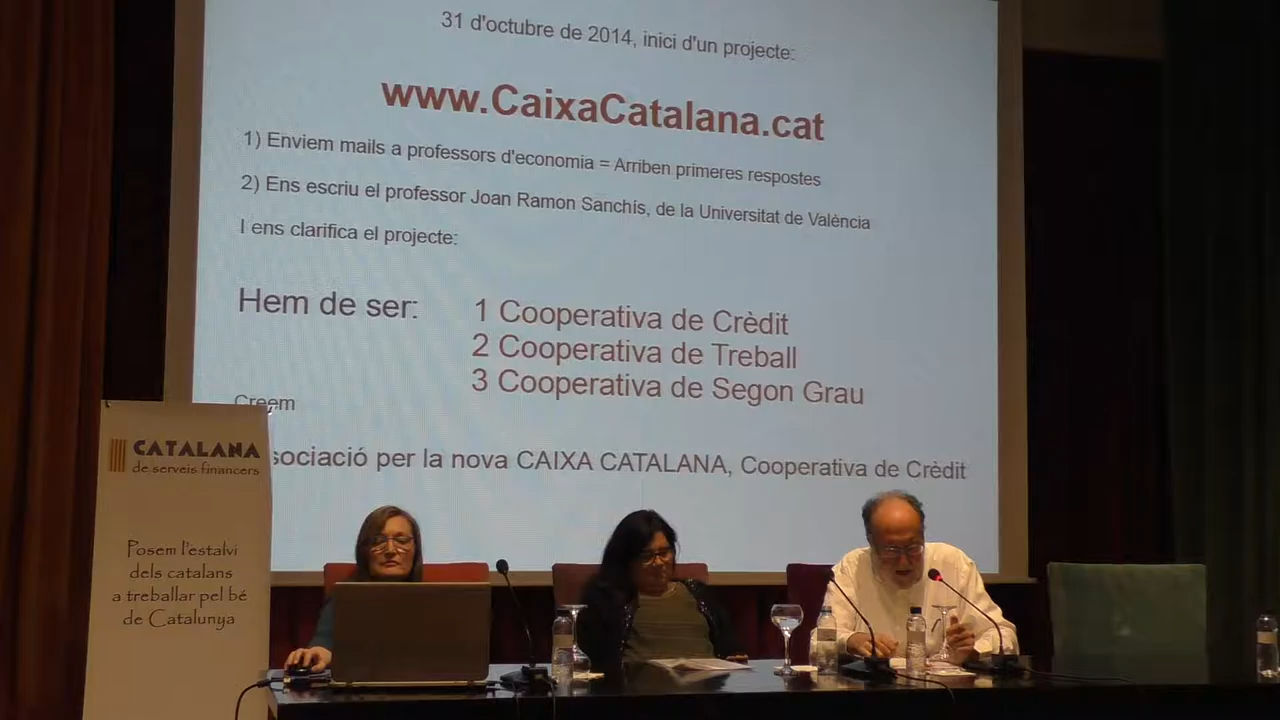 31 d'octubre de 2014, inici d'un projecte:
www.CaixaCatalana.cat
1) Enviem mails a professors d'economia = Arriben primeres respostes
2) Ens escriu el professor Joan Ramon Sanchís, de la Universitat de València
I ens clarifica el projecte:
Hem de ser: 1 Cooperativa de Crèdit
2 Cooperativa de Treball
3 Cooperativa de Segon Grau
Creem
sociació per la nova CAIXA CATALANA, Cooperativa de Crèdit
CATALANA
de serveis financers
Posem l'estalvi
dels catalans
a treballar pel bé
de Catalunya